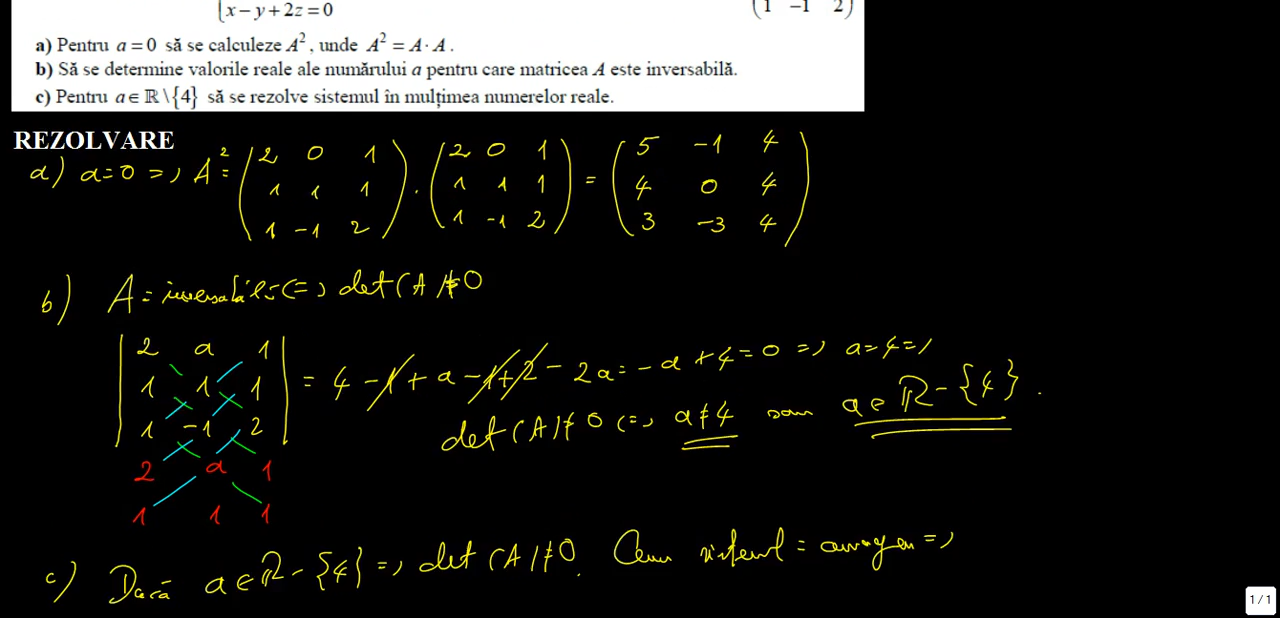 {x − y + 2z = 0
(1 −1 2)
a) Pentru a = 0 să se calculeze A², unde A² = A · A.
b) Să se determine valorile reale ale numărului a pentru care matricea A este inversabilă.
c) Pentru a ∈ ℝ \ {4} să se rezolve sistemul în mulțimea numerelor reale.
REZOLVARE
a) a=0 => A² = (2 0 1 · (2 0 1 = (5 −1 4
1 1 1 1 1 1 4 0 4
1 −1 2) 1 −1 2) 3 −3 4)
b) A = inversabilă <=> det(A) ≠ 0
|2 a 1|
|1 1 1| = 4 − 1 + a − 1 + 2 − 2a = −a + 4 = 0 => a = 4 =>
|1 −1 2| det(A) ≠ 0 <=> a ≠ 4 sau a ∈ ℝ − {4}.
2 a 1
1 1 1
c) Dacă a ∈ ℝ − {4} => det(A) ≠ 0. Cum = =>